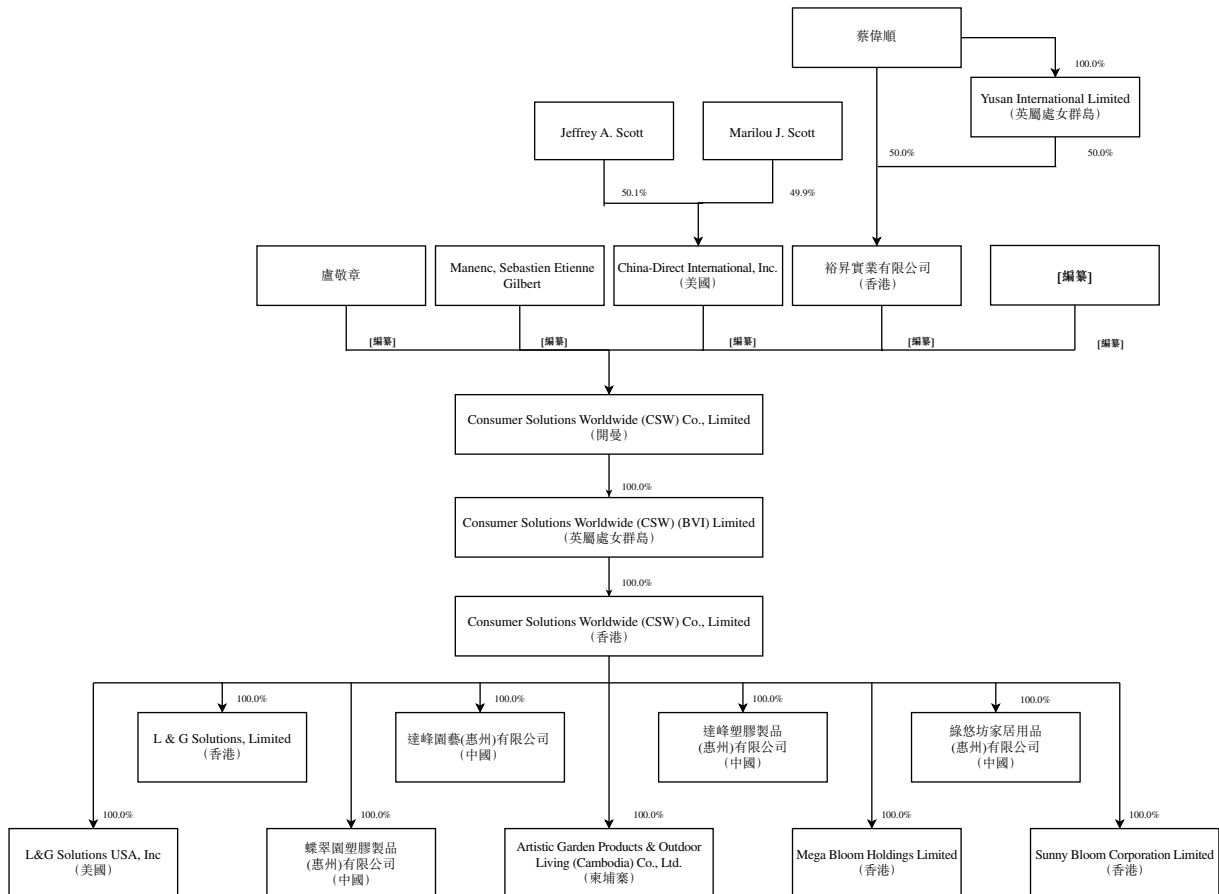 蔡偉順
100.0%
Yusan International Limited
（英屬處女群島）
Jeffrey A. Scott
Marilou J. Scott
50.0%
50.0%
50.1%
49.9%
盧敬章
Manenc, Sebastien Etienne
Gilbert
China-Direct International, Inc.
（美國）
裕昇實業有限公司
（香港）
[編纂]
[編纂]
[編纂]
[編纂]
[編纂]
[編纂]
Consumer Solutions Worldwide (CSW) Co., Limited
（開曼）
100.0%
Consumer Solutions Worldwide (CSW) (BVI) Limited
（英屬處女群島）
100.0%
Consumer Solutions Worldwide (CSW) Co., Limited
（香港）
100.0%
100.0%
100.0%
100.0%
L & G Solutions, Limited
（香港）
達峰園藝(惠州)有限公司
（中國）
達峰塑膠製品
(惠州)有限公司
（中國）
綠悠坊家居用品
(惠州)有限公司
（中國）
100.0%
100.0%
100.0%
100.0%
100.0%
L&G Solutions USA, Inc
（美國）
蝶翠園塑膠製品
(惠州)有限公司
（中國）
Artistic Garden Products & Outdoor
Living (Cambodia) Co., Ltd.
（柬埔寨）
Mega Bloom Holdings Limited
（香港）
Sunny Bloom Corporation Limited
（香港）